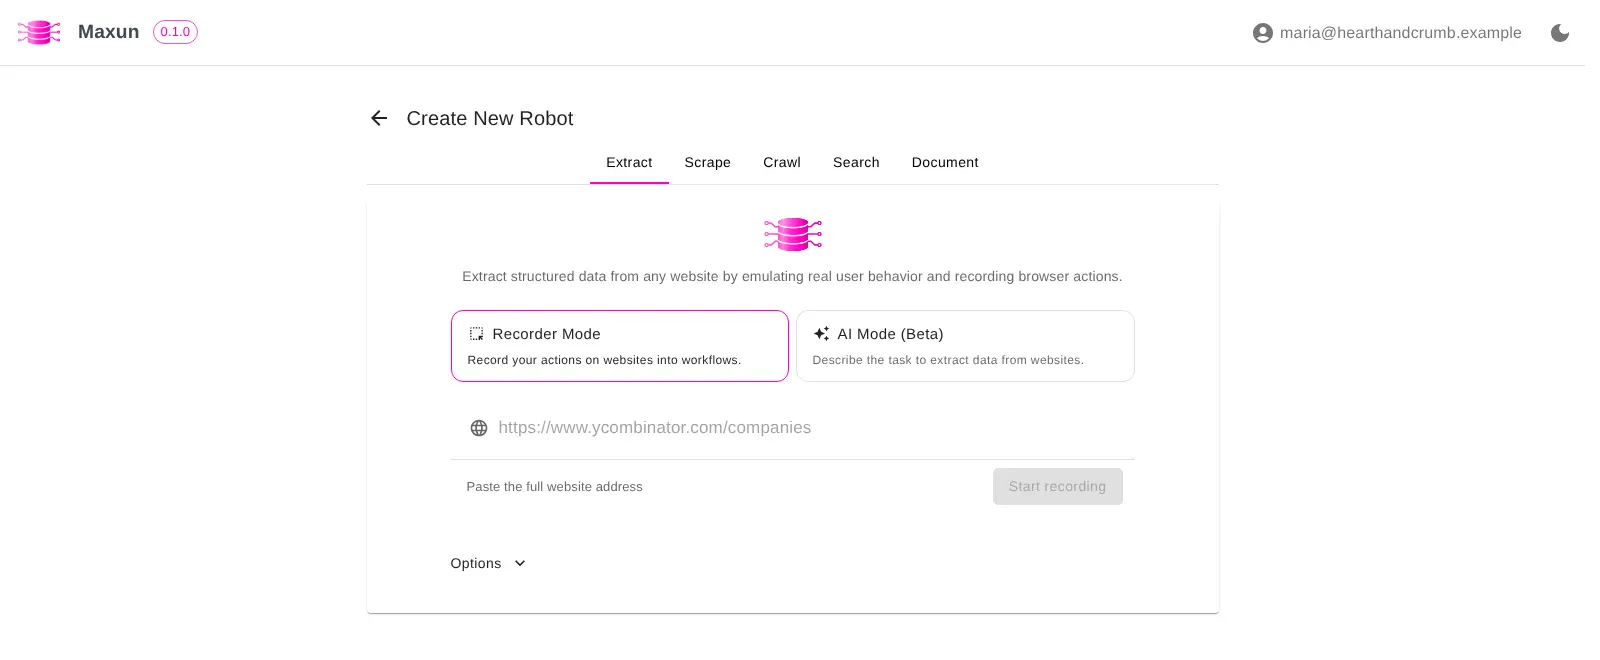 Maxun 0.1.0 maria@hearthandcrumb.example
Create New Robot
Extract Scrape Crawl Search Document
Extract structured data from any website by emulating real user behavior and recording browser actions.
Recorder Mode
Record your actions on websites into workflows.
AI Mode (Beta)
Describe the task to extract data from websites.
https://www.ycombinator.com/companies
Paste the full website address
Start recording
Options